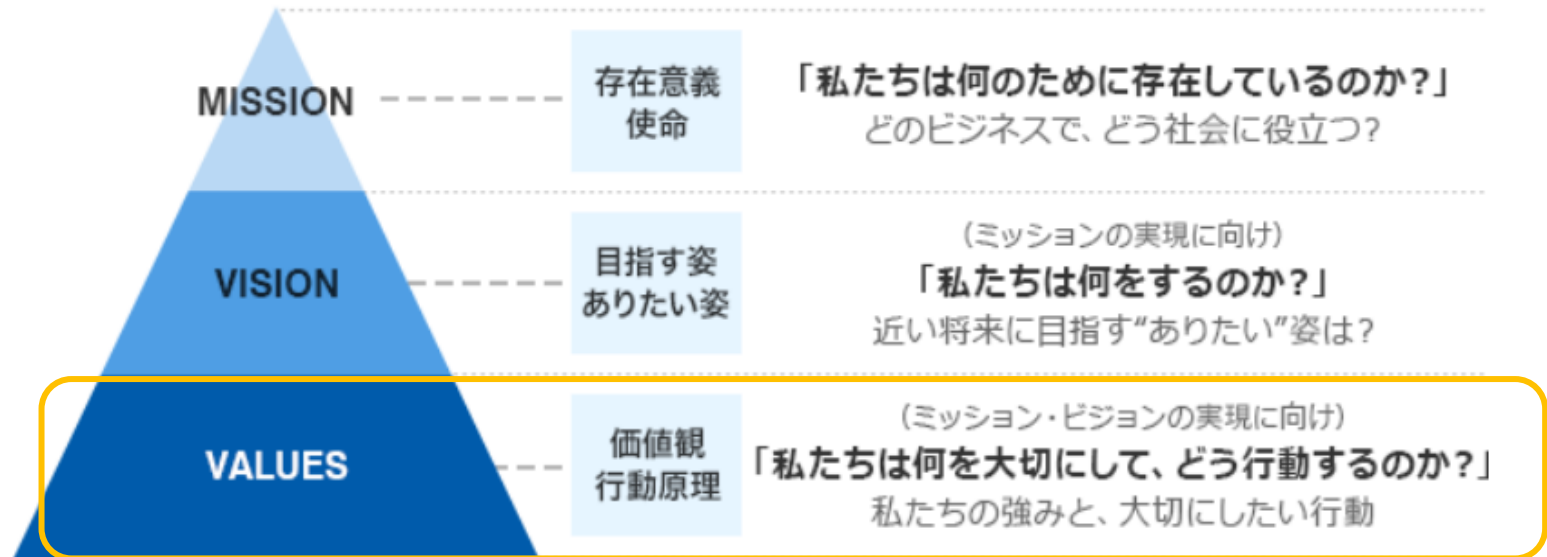 MISSION
存在意義
使命
「私たちは何のために存在しているのか?」
どのビジネスで、どう社会に役立つ?
VISION
目指す姿
ありたい姿
(ミッションの実現に向け)
「私たちは何をするのか?」
近い将来に目指す“ありたい”姿は?
VALUES
価値観
行動原理
(ミッション・ビジョンの実現に向け)
「私たちは何を大切にして、どう行動するのか?」
私たちの強みと、大切にしたい行動